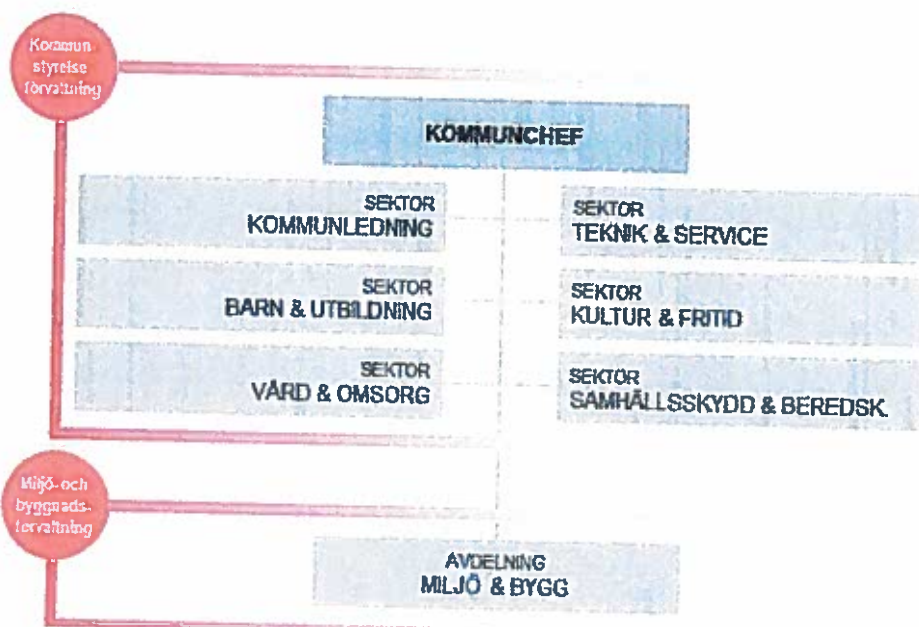 Kommun
styrelse
förvaltning
KOMMUNCHEF
SEKTOR
KOMMUNLEDNING
SEKTOR
TEKNIK & SERVICE
SEKTOR
BARN & UTBILDNING
SEKTOR
KULTUR & FRITID
SEKTOR
VÅRD & OMSORG
SEKTOR
SAMHÄLLSSKYDD & BEREDSK.
Miljö- och
byggnads-
förvaltning
AVDELNING
MILJÖ & BYGG